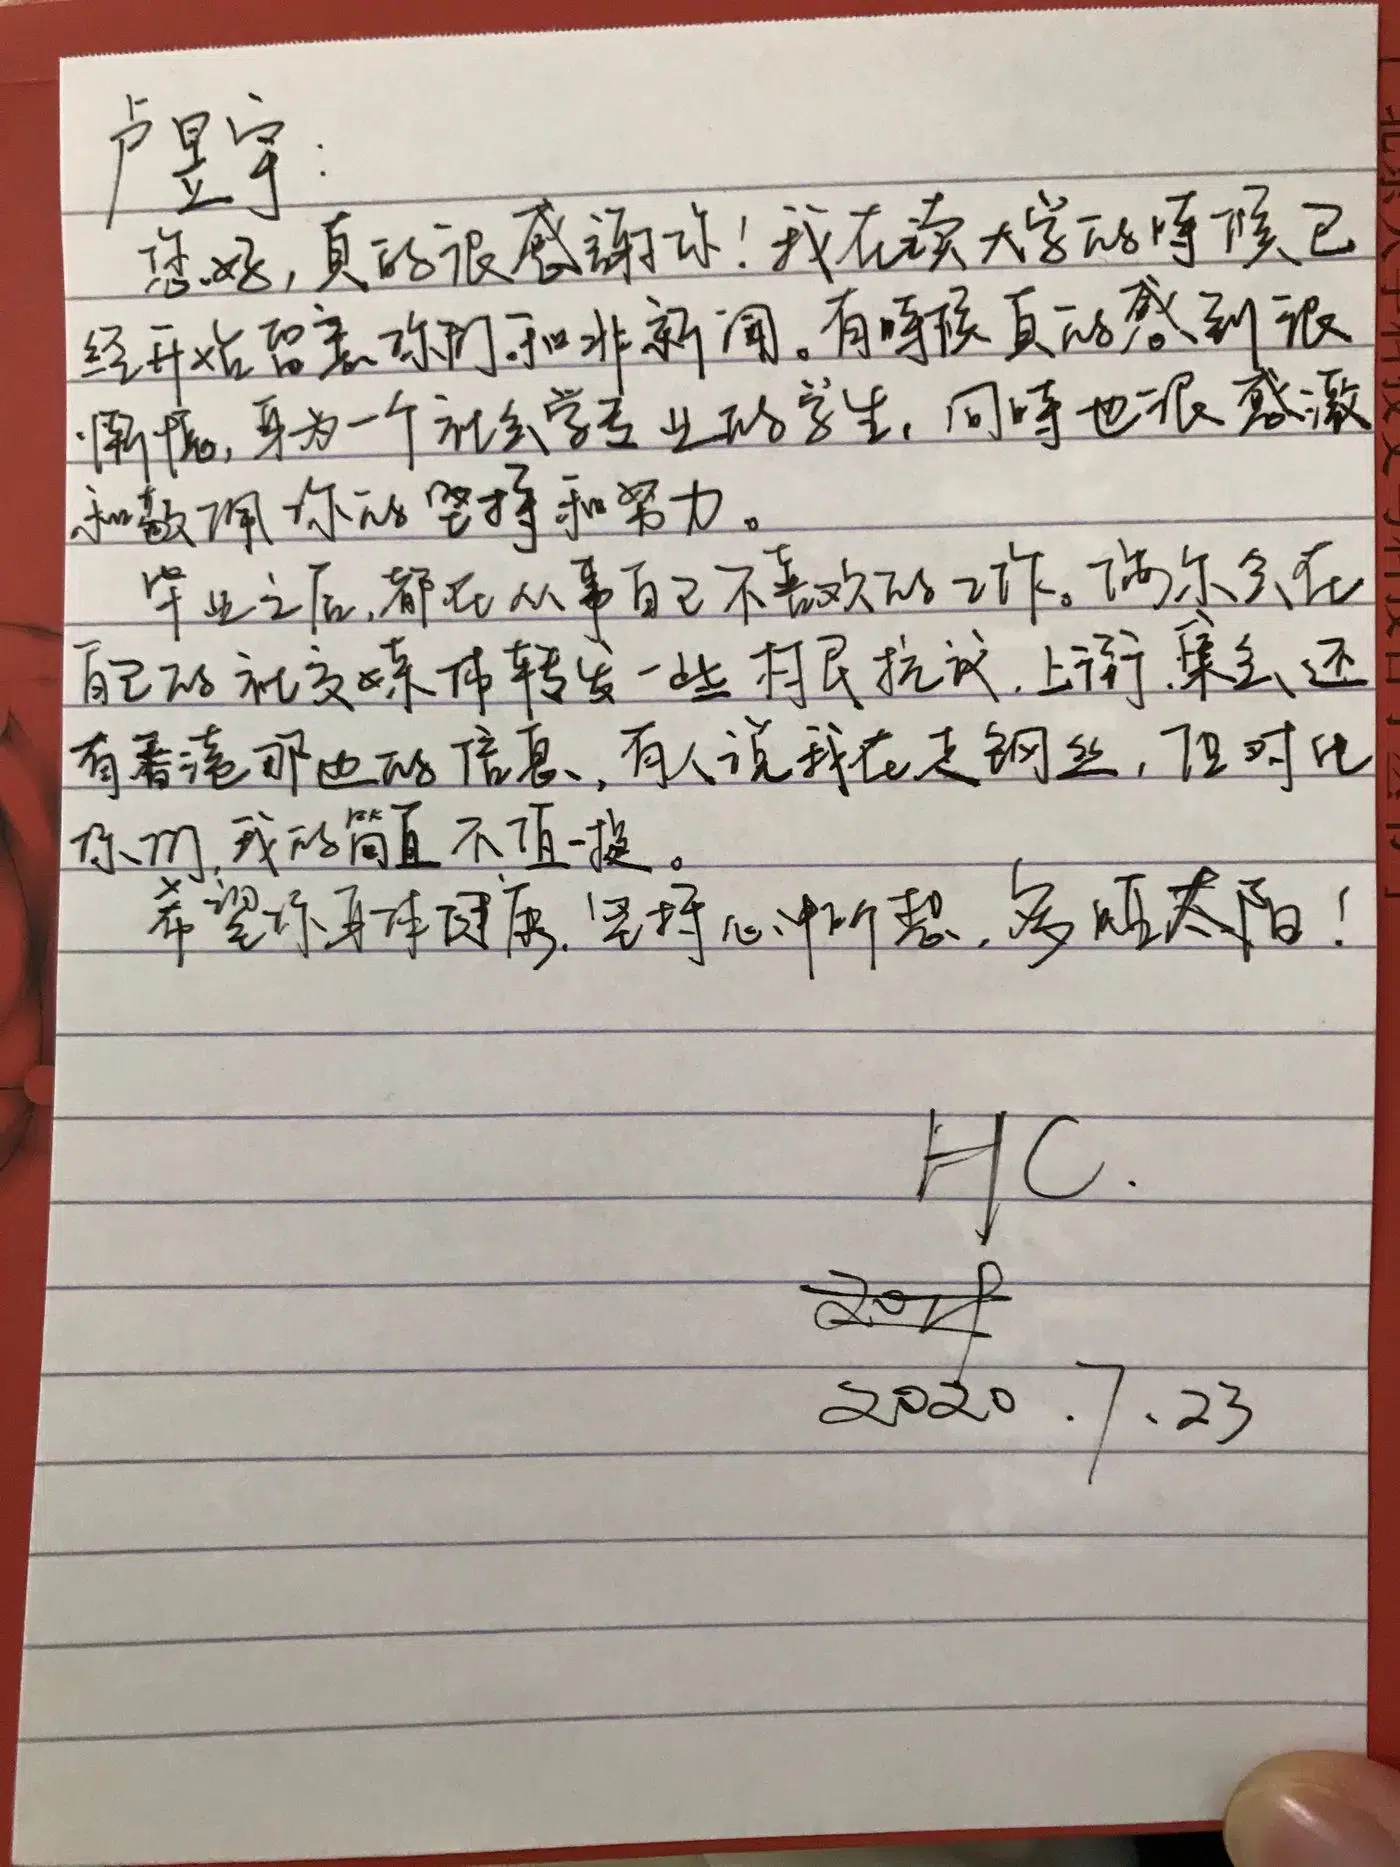 卢昱宇：
您好，真的很感謝你！我在读大学的時候已
经开始留意你们和非新闻。有時候真的感到很
惭愧，身为一个社会学专业的学生，同時也很感激
和敬佩你的坚持和努力。
毕业之后，都在从事自己不喜欢的工作。偶尔会在
自己的社交媒体转发一些村民抗议、上街、集会、还
有香港那边的信息，有人说我在走钢丝，但对比
你们，我的简直不值一提。
希望你身体健康，坚持心中所想，多晒太阳！
HC.
2020.7.23